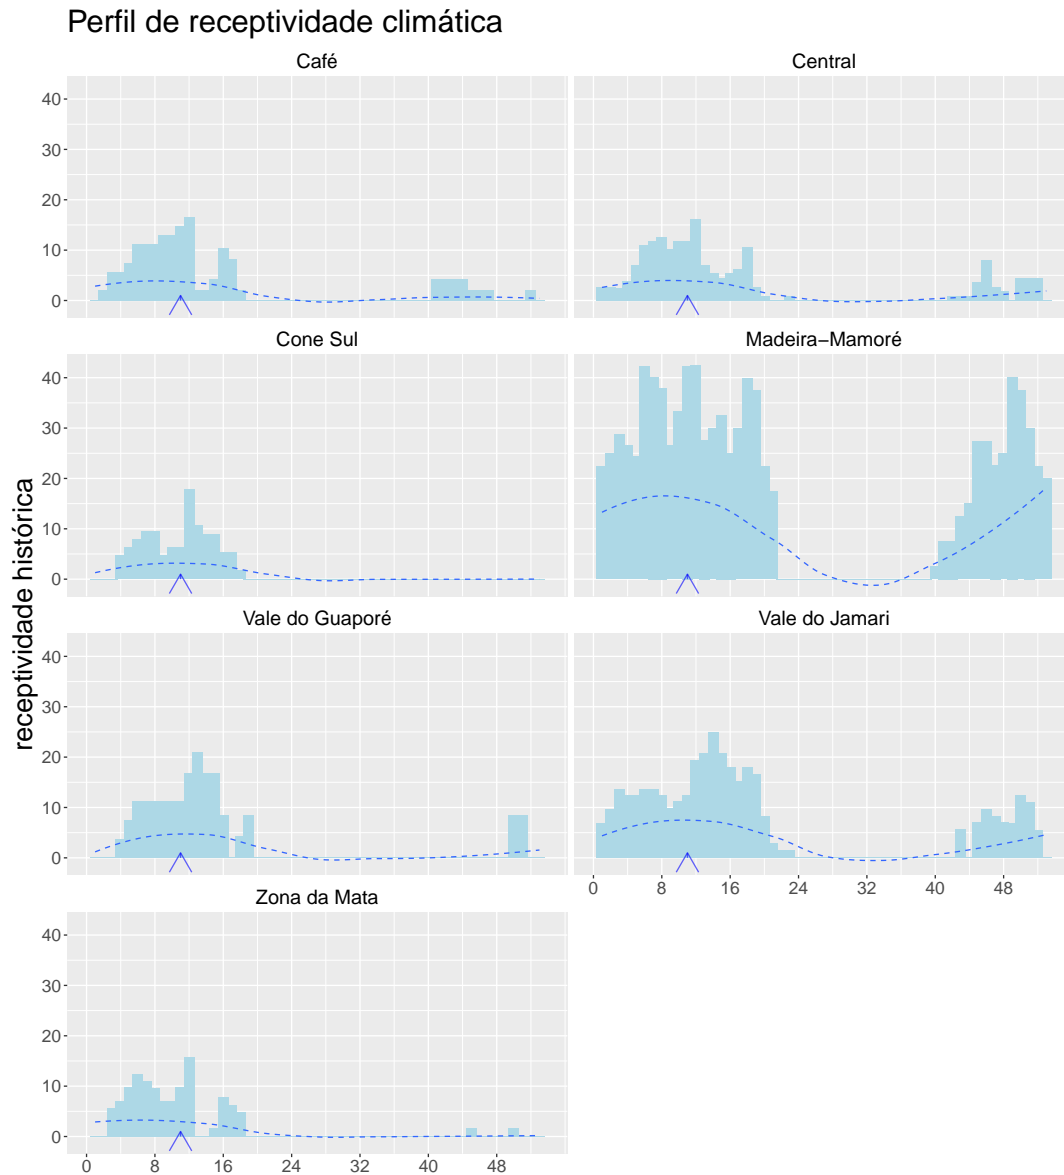 Perfil de receptividade climática
Café
Central
40
30
20
10
0
Cone Sul
Madeira−Mamoré
40
30
20
10
0
receptividade histórica
Vale do Guaporé
Vale do Jamari
40
30
20
10
0
0 8 16 24 32 40 48
Zona da Mata
40
30
20
10
0
0 8 16 24 32 40 48